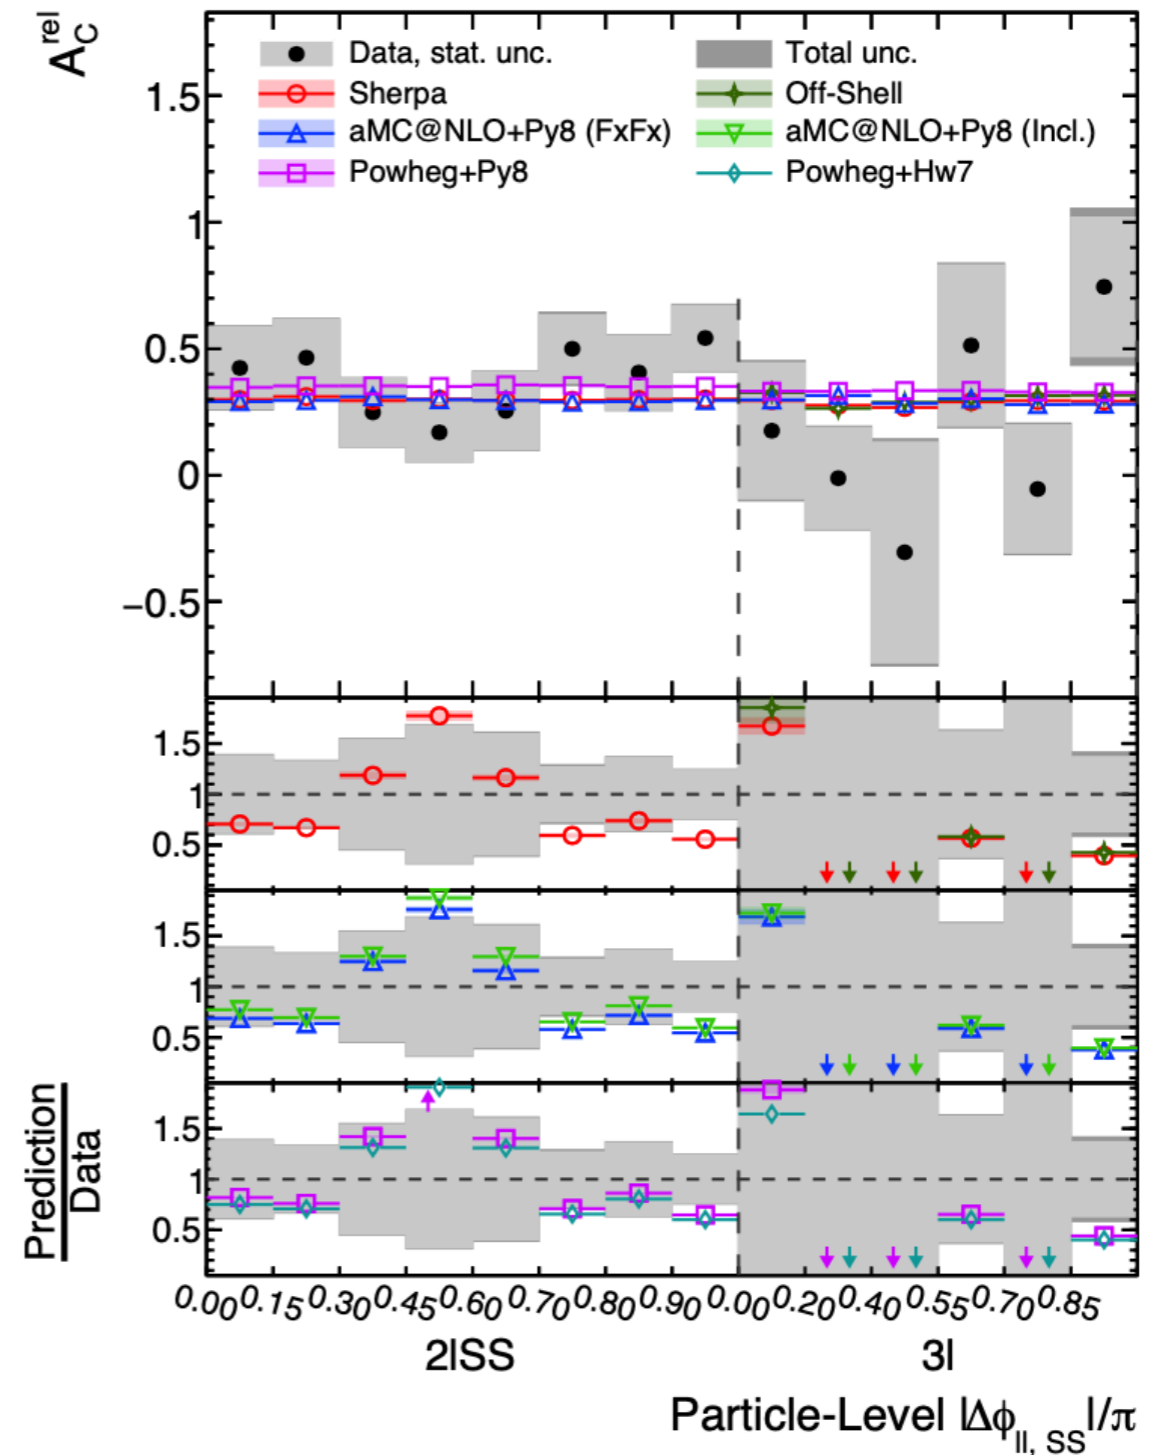 A_C^rel
Data, stat. unc. Total unc.
Sherpa Off-Shell
aMC@NLO+Py8 (FxFx) aMC@NLO+Py8 (Incl.)
Powheg+Py8 Powheg+Hw7
1.5
1
0.5
0
−0.5
1.5
1
0.5
1.5
1
0.5
1.5
1
0.5
Prediction
Data
0.00 0.15 0.30 0.45 0.60 0.70 0.80 0.90 0.00 0.20 0.40 0.55 0.70 0.85
2lSS 3l
Particle-Level |Δϕ_ll, SS|/π